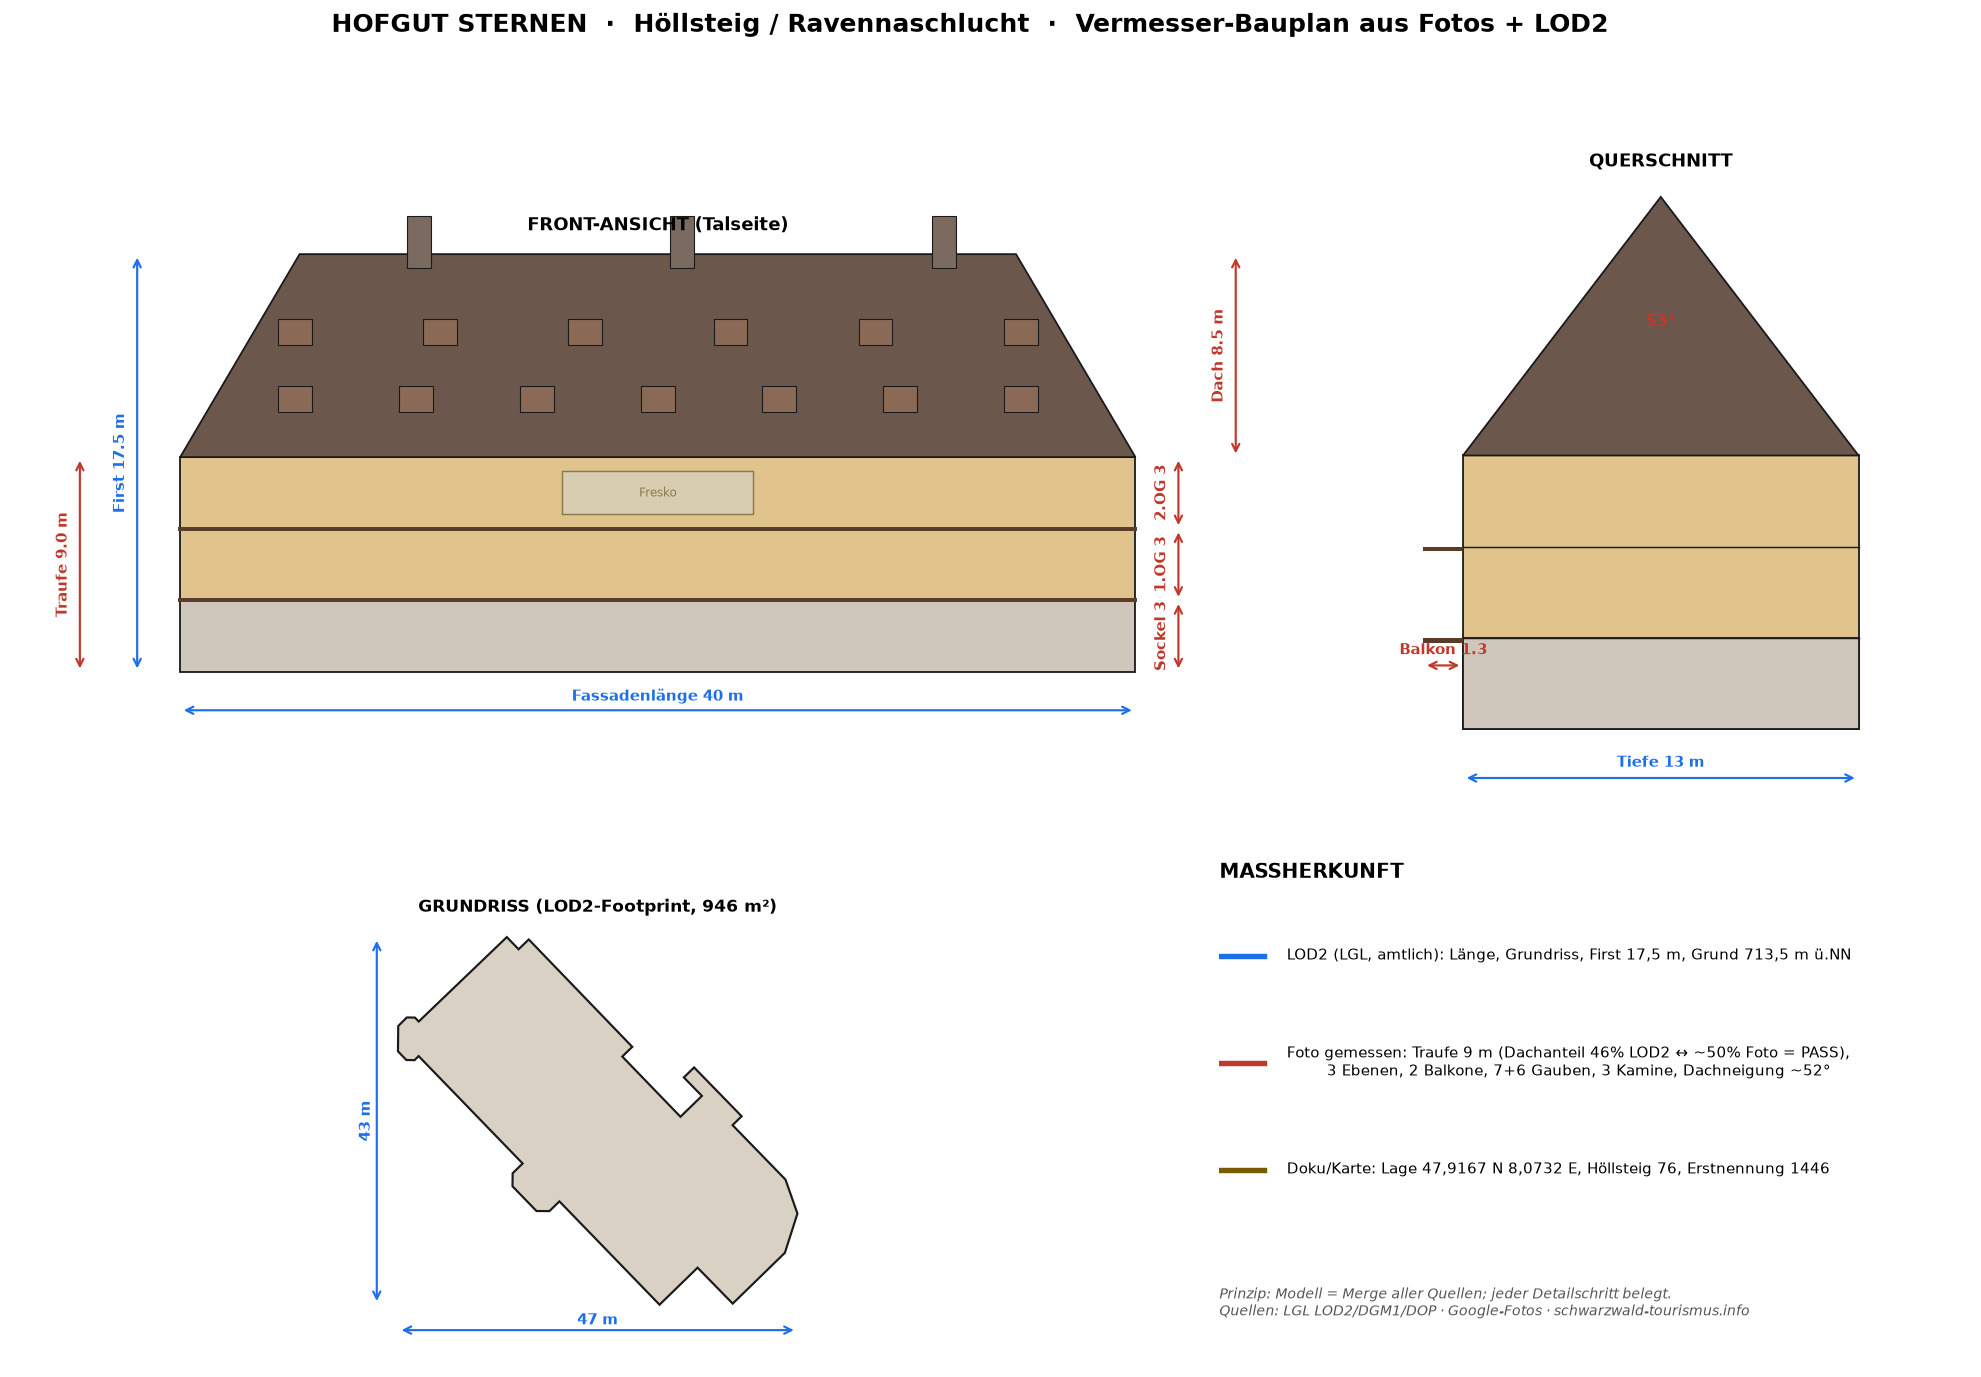 HOFGUT STERNEN · Höllsteig / Ravennaschlucht · Vermesser-Bauplan aus Fotos + LOD2
QUERSCHNITT
FRONT-ANSICHT (Talseite)
53°
Dach 8.5 m
First 17.5 m
Traufe 9.0 m
Fresko
2.OG 3
1.OG 3
Sockel 3
Balkon 1.3
Fassadenlänge 40 m
Tiefe 13 m
MASSHERKUNFT
GRUNDRISS (LOD2-Footprint, 946 m²)
LOD2 (LGL, amtlich): Länge, Grundriss, First 17,5 m, Grund 713,5 m ü.NN
Foto gemessen: Traufe 9 m (Dachanteil 46% LOD2 ↔ ~50% Foto = PASS),
3 Ebenen, 2 Balkone, 7+6 Gauben, 3 Kamine, Dachneigung ~52°
43 m
Doku/Karte: Lage 47,9167 N 8,0732 E, Höllsteig 76, Erstnennung 1446
Prinzip: Modell = Merge aller Quellen; jeder Detailschritt belegt.
Quellen: LGL LOD2/DGM1/DOP · Google-Fotos · schwarzwald-tourismus.info
47 m